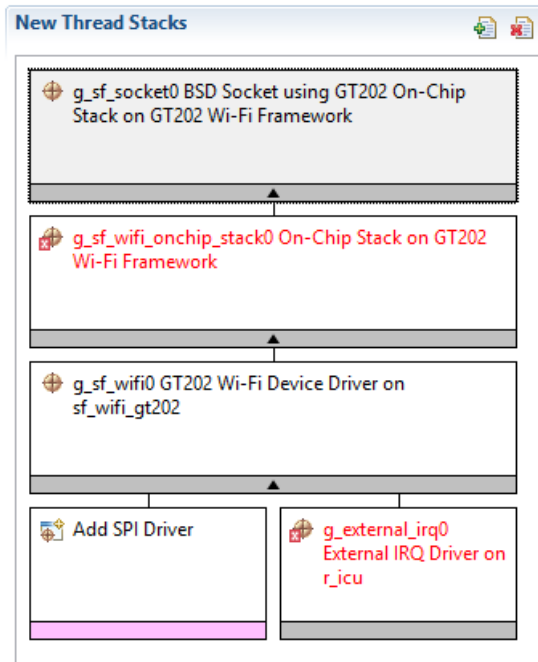 New Thread Stacks
g_sf_socket0 BSD Socket using GT202 On-Chip
Stack on GT202 Wi-Fi Framework
g_sf_wifi_onchip_stack0 On-Chip Stack on GT202
Wi-Fi Framework
g_sf_wifi0 GT202 Wi-Fi Device Driver on
sf_wifi_gt202
Add SPI Driver
g_external_irq0
External IRQ Driver on
r_icu